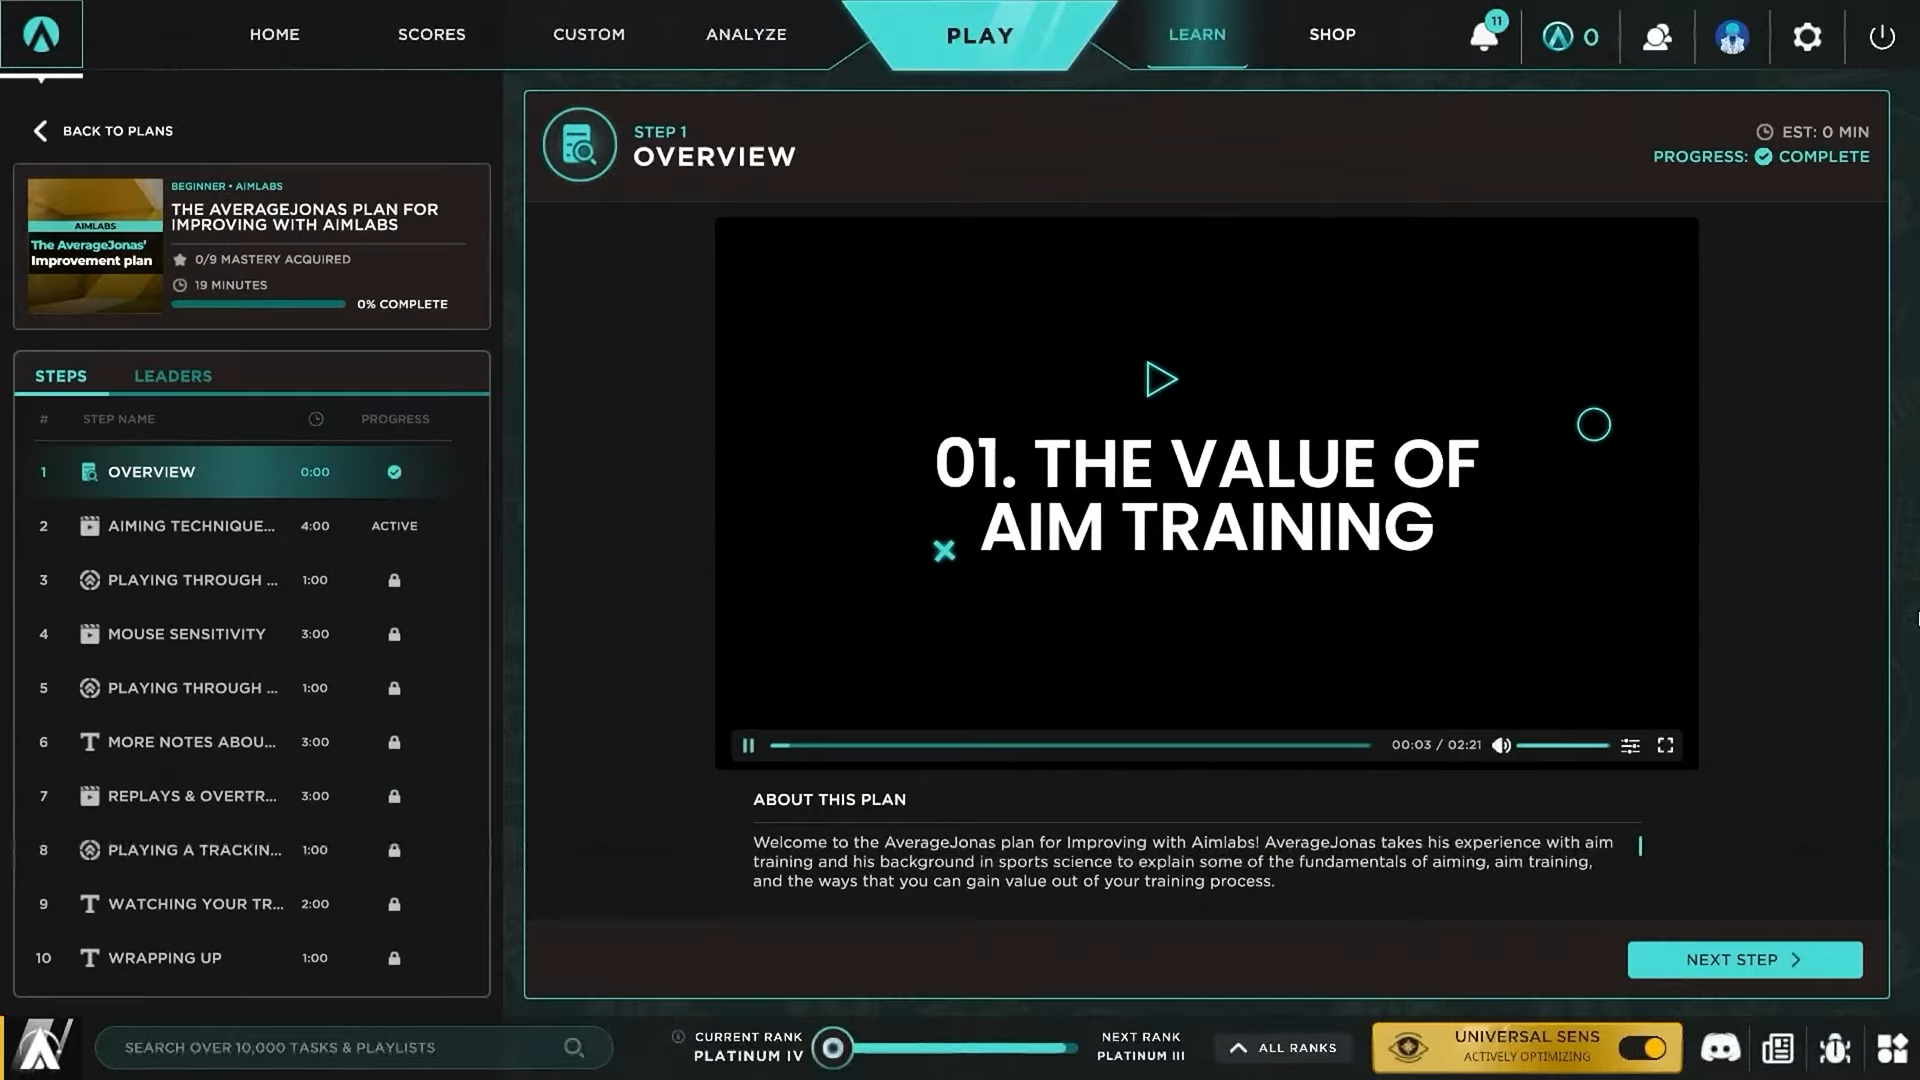 HOME
SCORES
CUSTOM
ANALYZE
PLAY
LEARN
SHOP
11
0
BACK TO PLANS
AIMLABS
The AverageJonas'
Improvement plan
BEGINNER • AIMLABS
THE AVERAGEJONAS PLAN FOR
IMPROVING WITH AIMLABS
0/9 MASTERY ACQUIRED
19 MINUTES
0% COMPLETE
STEPS
LEADERS
# STEP NAME PROGRESS
1 OVERVIEW 0:00
2 AIMING TECHNIQUE... 4:00 ACTIVE
3 PLAYING THROUGH ... 1:00
4 MOUSE SENSITIVITY 3:00
5 PLAYING THROUGH ... 1:00
6 MORE NOTES ABOU... 3:00
7 REPLAYS & OVERTR... 3:00
8 PLAYING A TRACKIN... 1:00
9 WATCHING YOUR TR... 2:00
10 WRAPPING UP 1:00
STEP 1
OVERVIEW
EST: 0 MIN
PROGRESS: COMPLETE
01. THE VALUE OF
AIM TRAINING
00:03 / 02:21
ABOUT THIS PLAN
Welcome to the AverageJonas plan for Improving with Aimlabs! AverageJonas takes his experience with aim
training and his background in sports science to explain some of the fundamentals of aiming, aim training,
and the ways that you can gain value out of your training process.
NEXT STEP
SEARCH OVER 10,000 TASKS & PLAYLISTS
CURRENT RANK
PLATINUM IV
NEXT RANK
PLATINUM III
ALL RANKS
UNIVERSAL SENS
ACTIVELY OPTIMIZING